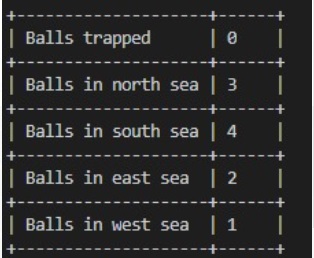 +---------------------+------+
| Balls trapped       | 0    |
+---------------------+------+
| Balls in north sea | 3    |
+---------------------+------+
| Balls in south sea | 4    |
+---------------------+------+
| Balls in east sea  | 2    |
+---------------------+------+
| Balls in west sea  | 1    |
+---------------------+------+